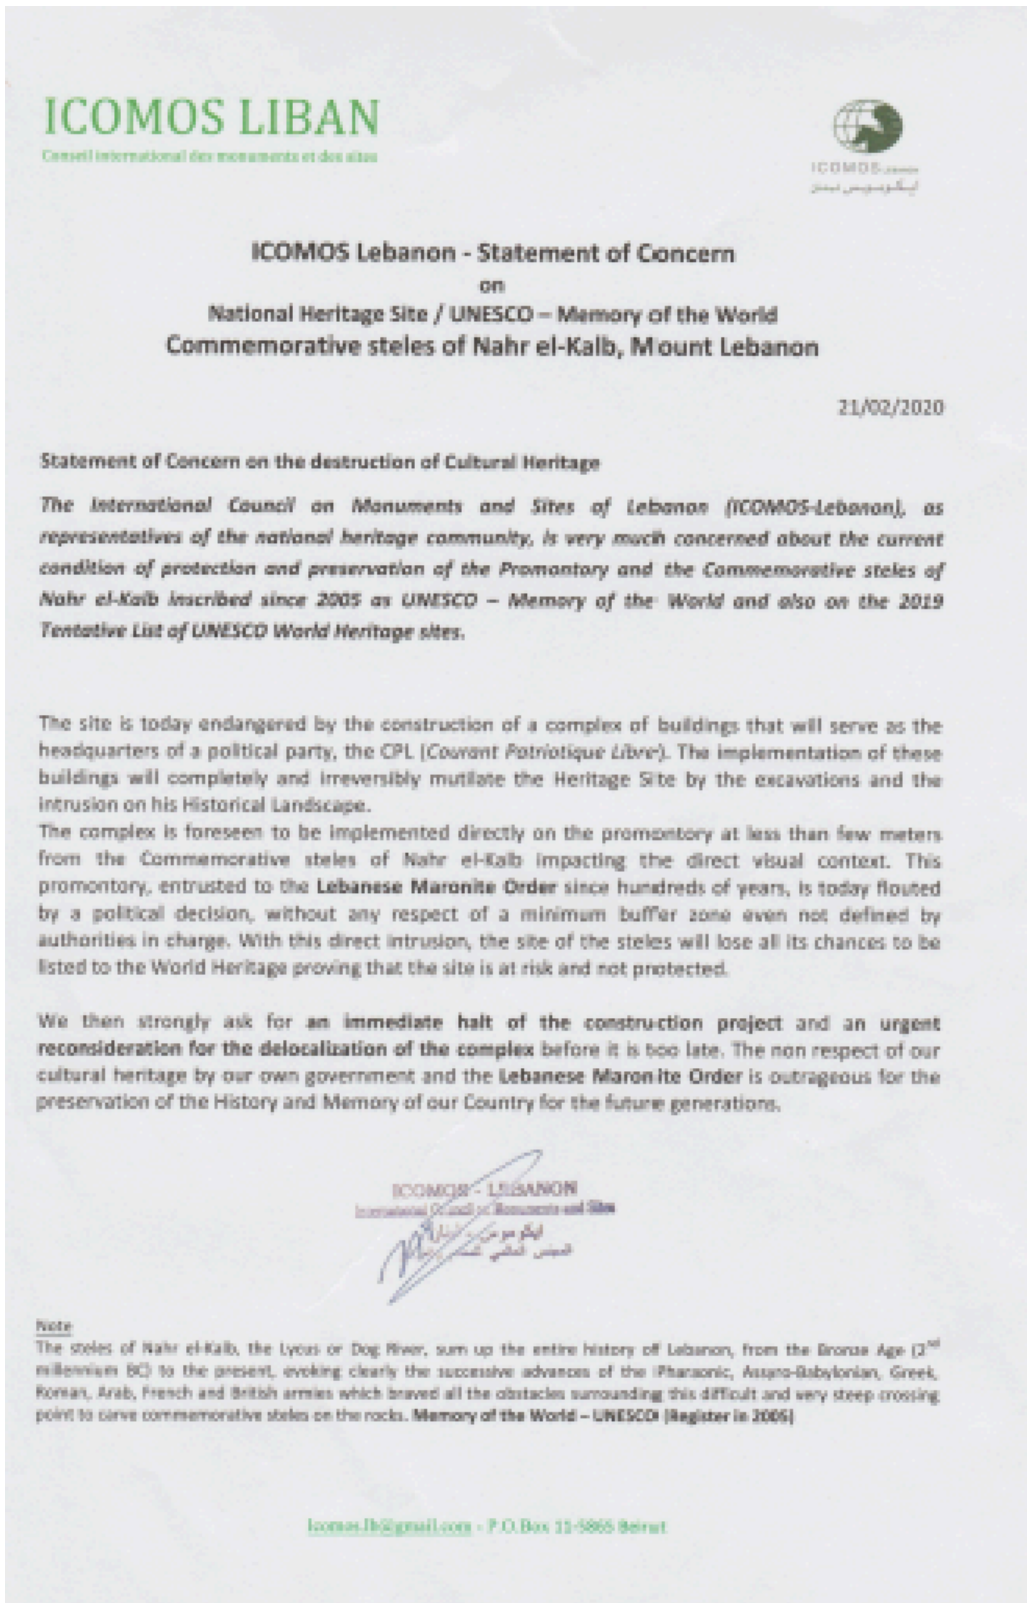 ICOMOS LIBAN
Conseil international des monuments et des sites
ICOMOS
ICOMOS Lebanon - Statement of Concern
on
National Heritage Site / UNESCO – Memory of the World
Commemorative steles of Nahr el-Kalb, Mount Lebanon
21/02/2020
Statement of Concern on the destruction of Cultural Heritage
The International Council on Monuments and Sites of Lebanon (ICOMOS-Lebanon), as
representatives of the national heritage community, is very much concerned about the current
condition of protection and preservation of the Promontory and the Commemorative steles of
Nahr el-Kalb inscribed since 2005 as UNESCO – Memory of the World and also on the 2019
Tentative List of UNESCO World Heritage sites.
The site is today endangered by the construction of a complex of buildings that will serve as the
headquarters of a political party, the CPL (Courant Patriotique Libre). The implementation of these
buildings will completely and irreversibly mutilate the Heritage Site by the excavations and the
intrusion on his Historical Landscape.
The complex is foreseen to be implemented directly on the promontory at less than few meters
from the Commemorative steles of Nahr el-Kalb impacting the direct visual context. This
promontory, entrusted to the Lebanese Maronite Order since hundreds of years, is today flouted
by a political decision, without any respect of a minimum buffer zone even not defined by
authorities in charge. With this direct intrusion, the site of the steles will lose all its chances to be
listed to the World Heritage proving that the site is at risk and not protected.
We then strongly ask for an immediate halt of the construction project and an urgent
reconsideration for the delocalization of the complex before it is too late. The non respect of our
cultural heritage by our own government and the Lebanese Maronite Order is outrageous for the
preservation of the History and Memory of our Country for the future generations.
ICOMOS - LEBANON
International Council of Monuments and Sites
Note
The steles of Nahr el-Kalb, the Lycus or Dog River, sum up the entire history off Lebanon, from the Bronze Age (2nd
millennium BC) to the present, evoking clearly the successive advances of the Pharaonic, Assyro-Babylonian, Greek,
Roman, Arab, French and British armies which braved all the obstacles surrounding this difficult and very steep crossing
point to carve commemorative steles on the rocks. Memory of the World – UNESCO (Register in 2005)
Icomos.lb@gmail.com - P.O.Box 11-5865 Beirut